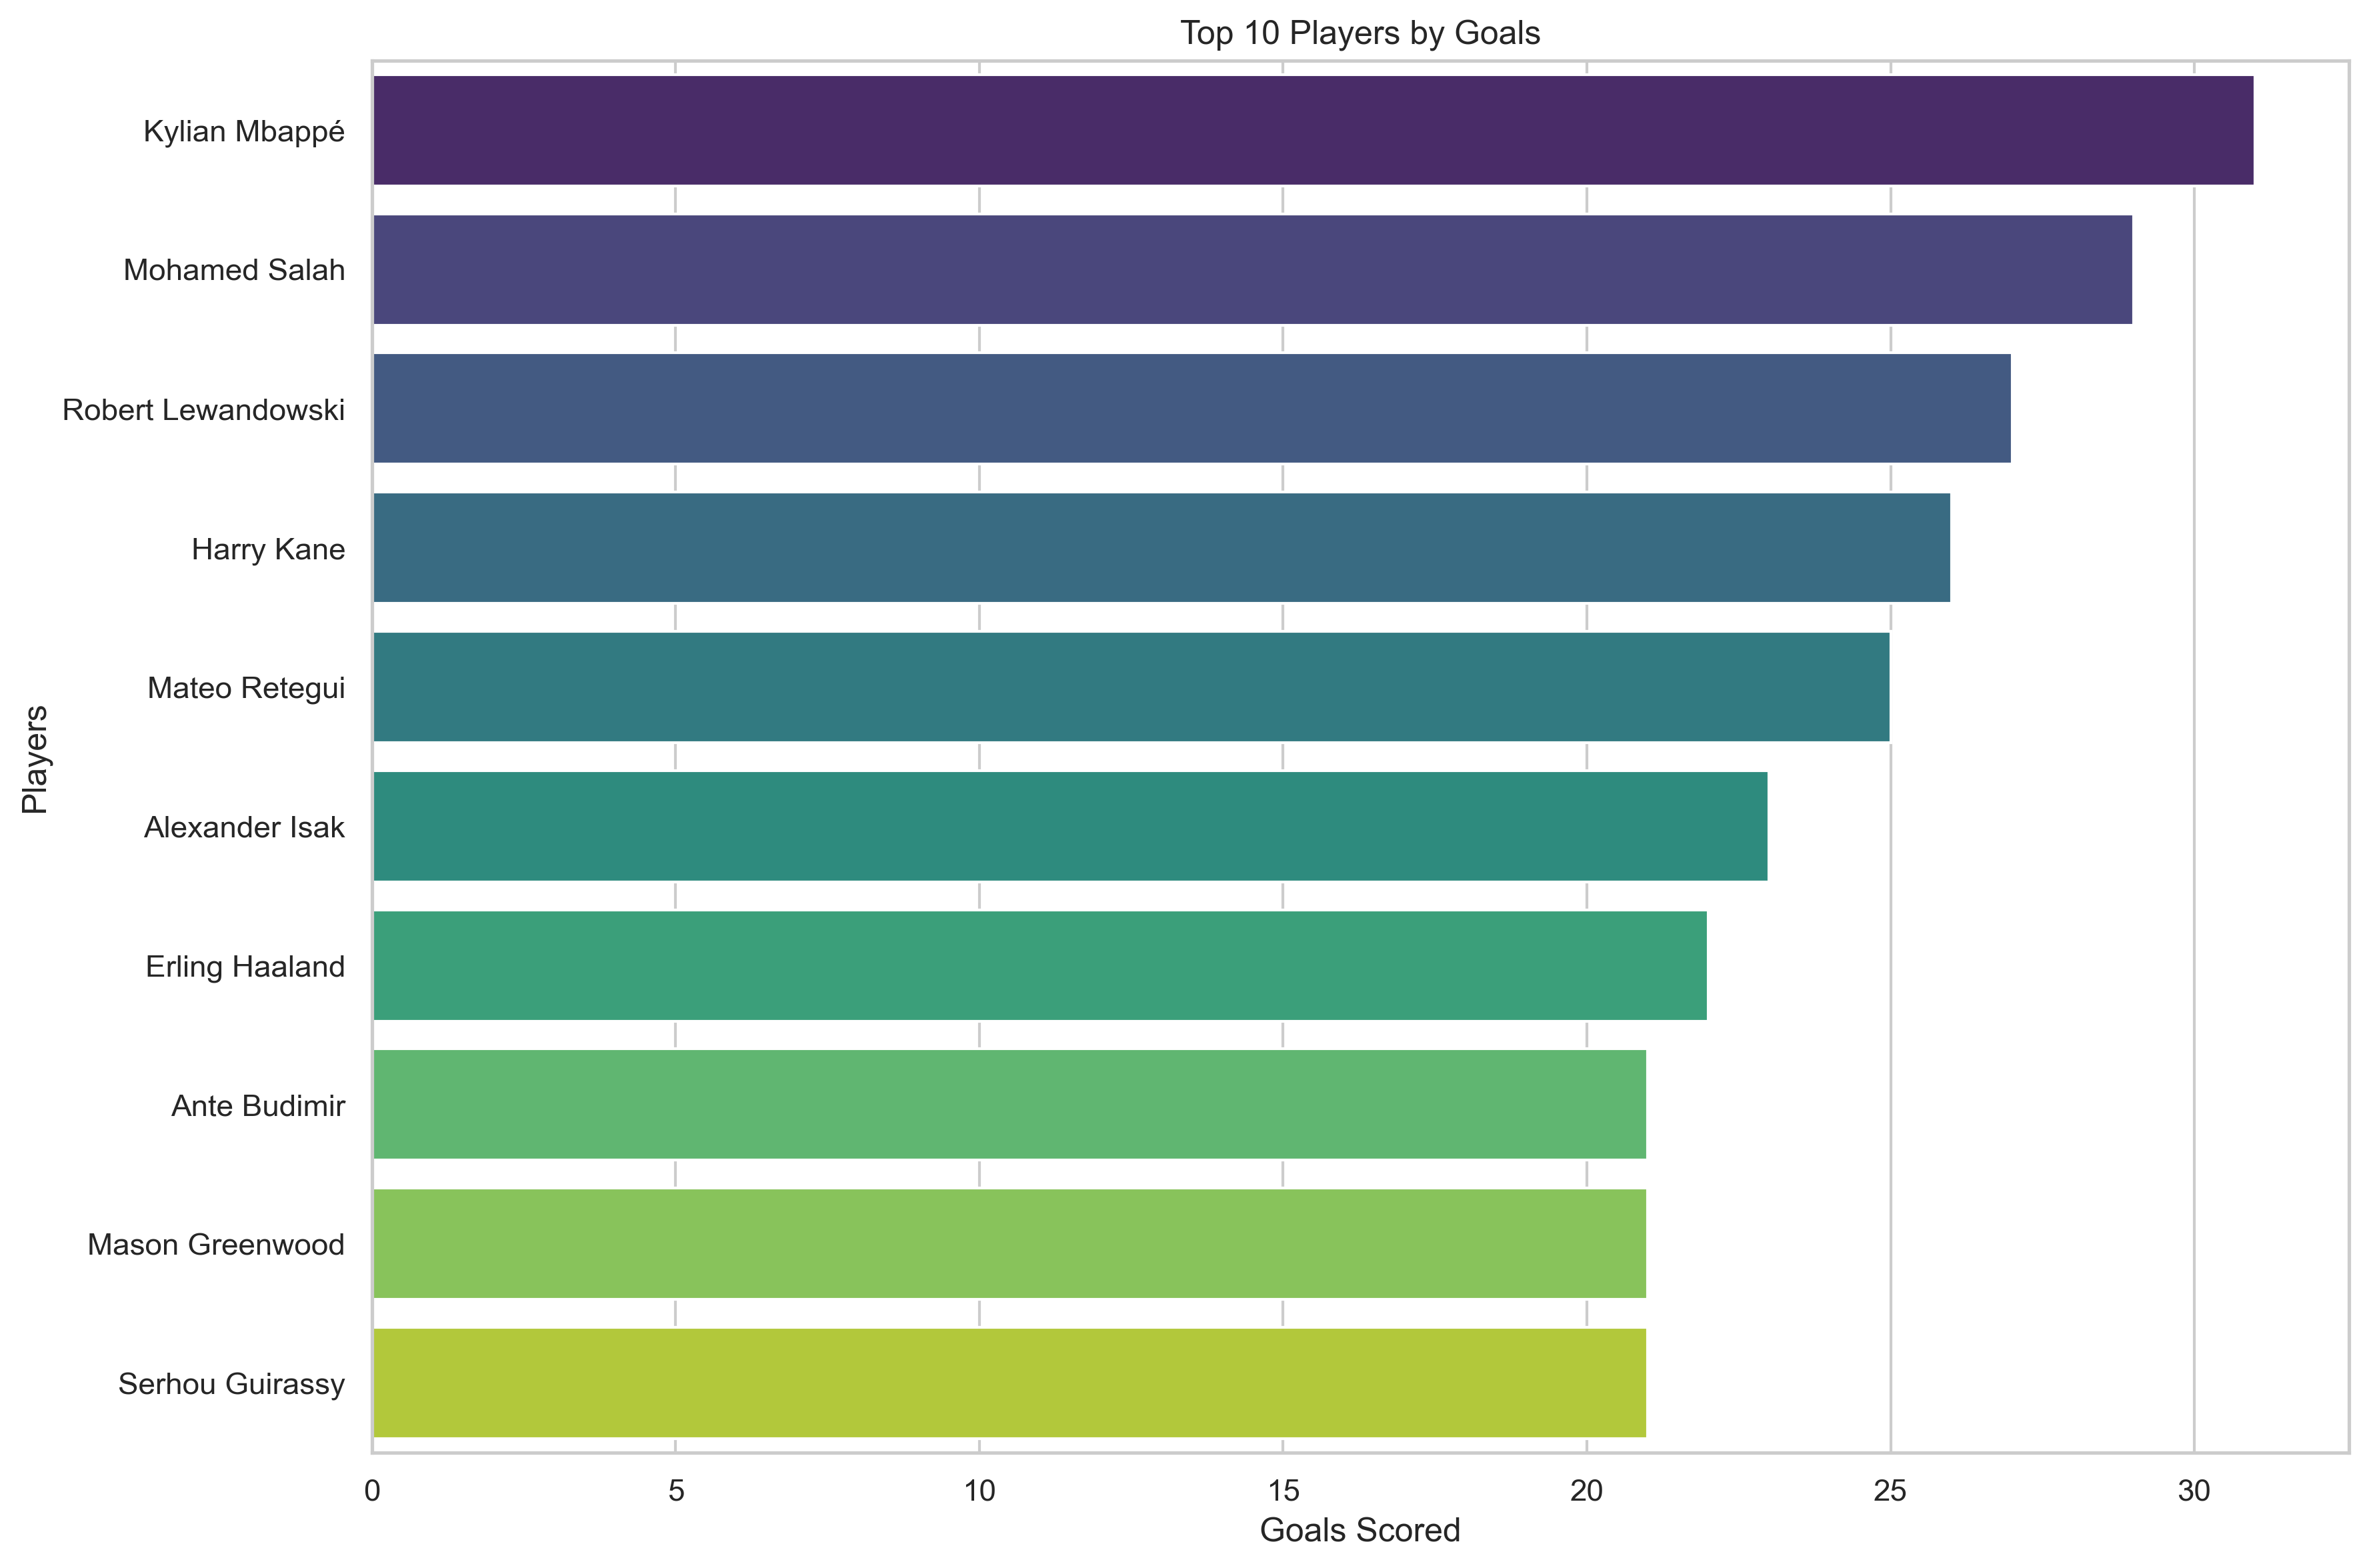 Top 10 Players by Goals
Players
Kylian Mbappé
Mohamed Salah
Robert Lewandowski
Harry Kane
Mateo Retegui
Alexander Isak
Erling Haaland
Ante Budimir
Mason Greenwood
Serhou Guirassy
0 5 10 15 20 25 30
Goals Scored